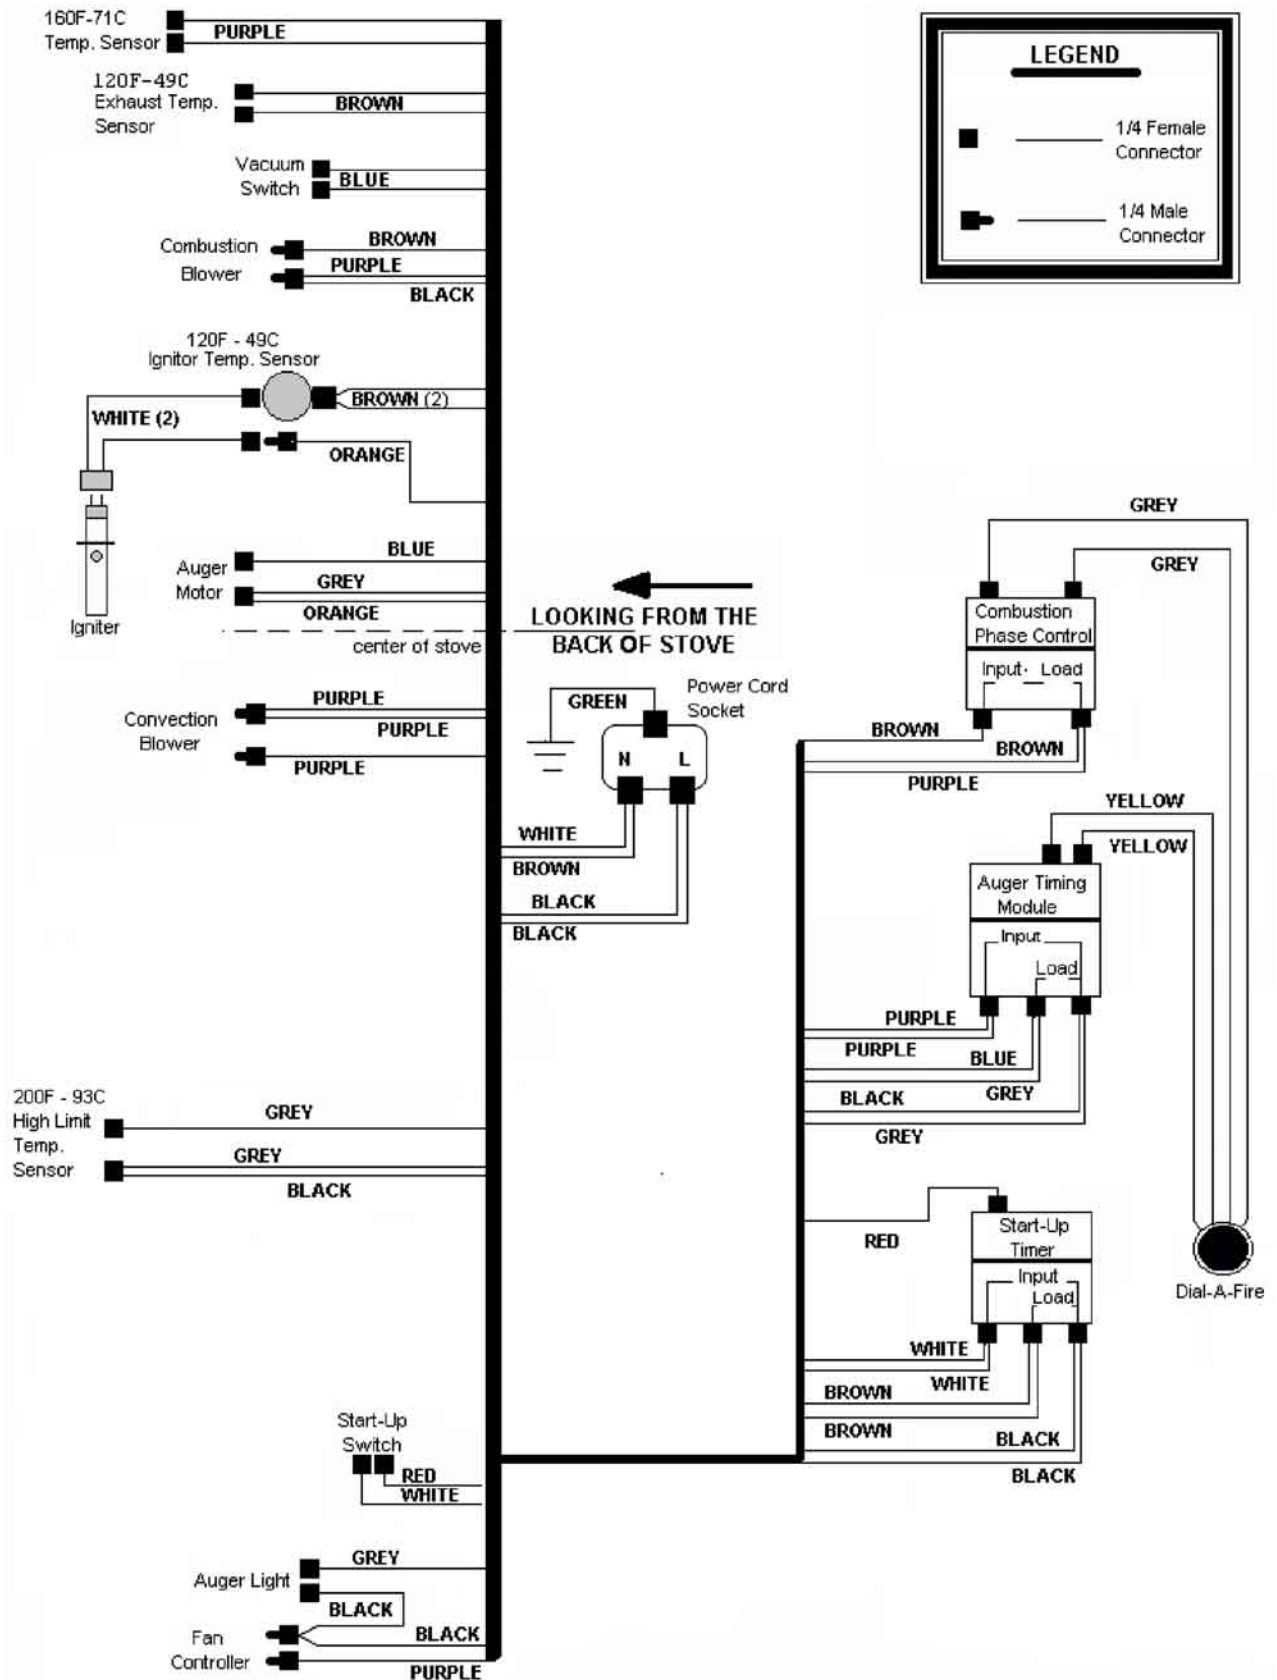 160F-71C
Temp. Sensor
PURPLE
120F-49C
Exhaust Temp.
Sensor
BROWN
Vacuum
Switch
BLUE
Combustion
Blower
BROWN
PURPLE
BLACK
120F - 49C
Ignitor Temp. Sensor
BROWN (2)
WHITE (2)
ORANGE
Igniter
Auger
Motor
BLUE
GREY
ORANGE
center of stove
LOOKING FROM THE
BACK OF STOVE
Convection
Blower
PURPLE
PURPLE
PURPLE
GREEN
Power Cord
Socket
N L
WHITE
BROWN
BLACK
BLACK
200F - 93C
High Limit
Temp.
Sensor
GREY
GREY
BLACK
Start-Up
Switch
RED
WHITE
Auger Light
GREY
BLACK
Fan
Controller
BLACK
PURPLE
LEGEND
1/4 Female
Connector
1/4 Male
Connector
GREY
GREY
Combustion
Phase Control
Input Load
BROWN
BROWN
PURPLE
YELLOW
YELLOW
Auger Timing
Module
Input
Load
PURPLE
PURPLE
BLUE
GREY
BLACK
GREY
RED
Start-Up
Timer
Input
Load
WHITE
WHITE
BROWN
BROWN
BLACK
BLACK
Dial-A-Fire